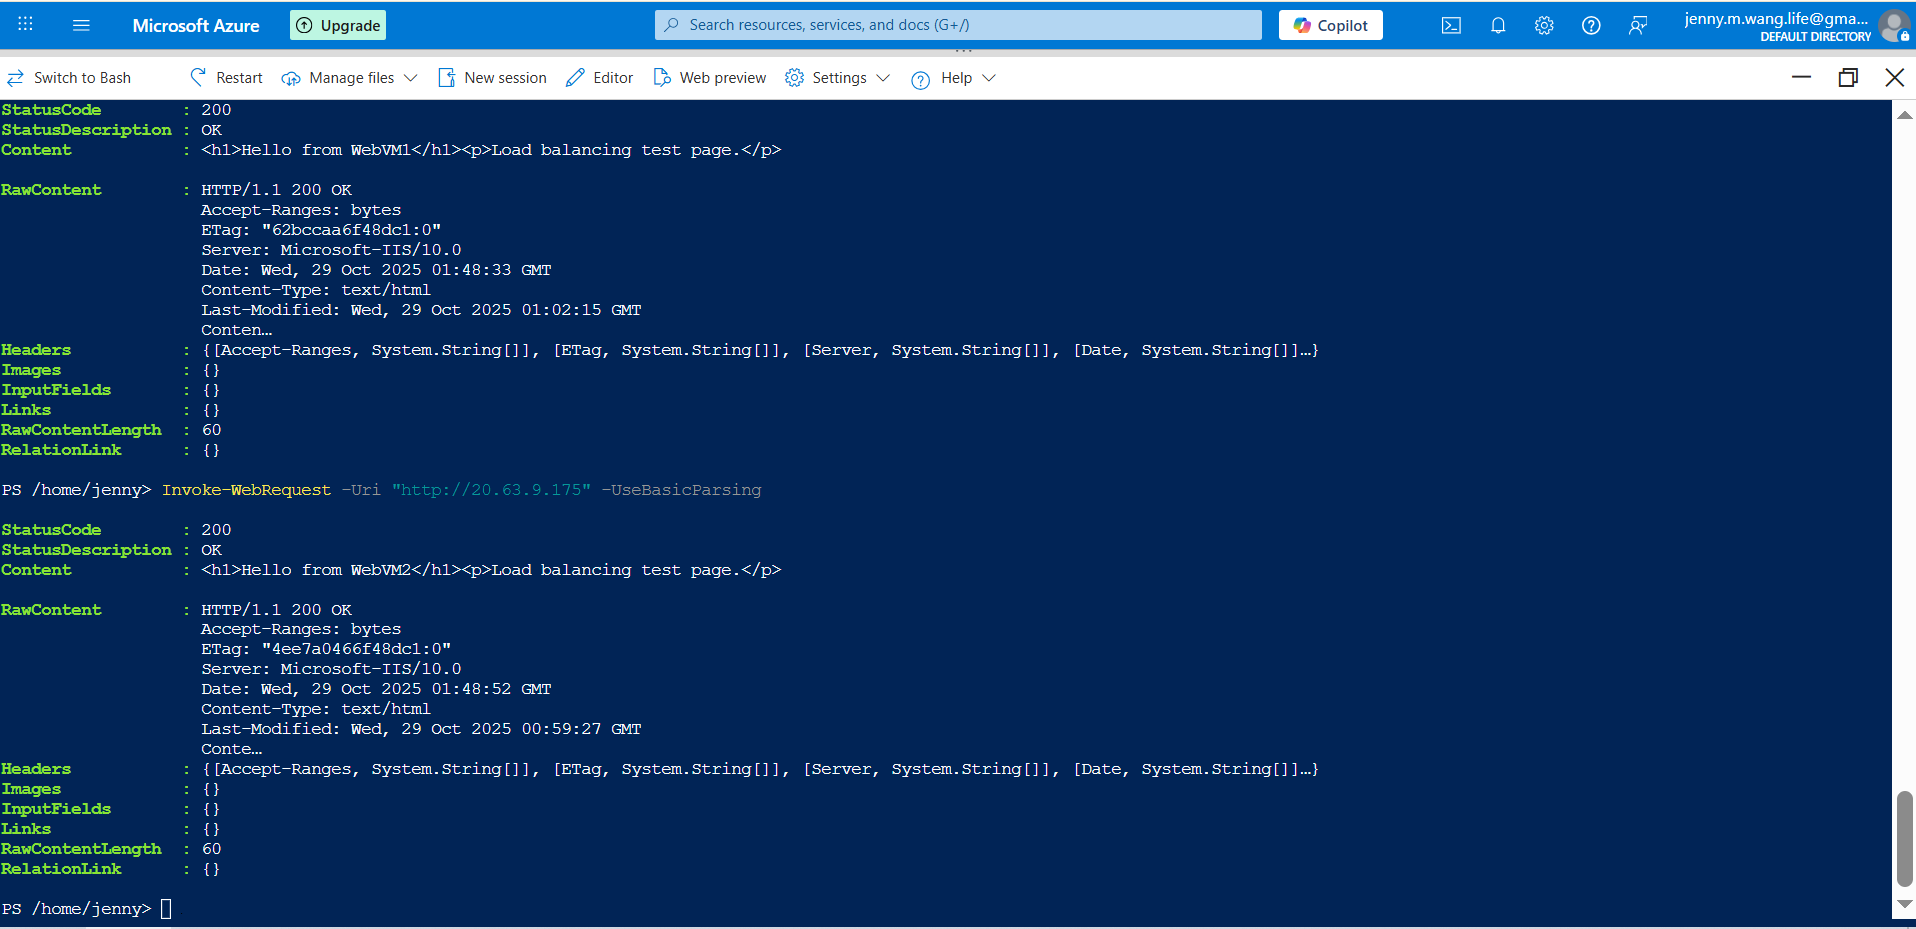 Microsoft Azure
Upgrade
Search resources, services, and docs (G+/)
Copilot
jenny.m.wang.life@gma...
DEFAULT DIRECTORY
Switch to Bash
Restart
Manage files
New session
Editor
Web preview
Settings
Help
StatusCode : 200
StatusDescription : OK
Content : <h1>Hello from WebVM1</h1><p>Load balancing test page.</p>
RawContent : HTTP/1.1 200 OK
Accept-Ranges: bytes
ETag: "62bccaa6f48dc1:0"
Server: Microsoft-IIS/10.0
Date: Wed, 29 Oct 2025 01:48:33 GMT
Content-Type: text/html
Last-Modified: Wed, 29 Oct 2025 01:02:15 GMT
Conten…
Headers : {[Accept-Ranges, System.String[]], [ETag, System.String[]], [Server, System.String[]], [Date, System.String[]]…}
Images : {}
InputFields : {}
Links : {}
RawContentLength : 60
RelationLink : {}
PS /home/jenny> Invoke-WebRequest -Uri "http://20.63.9.175" -UseBasicParsing
StatusCode : 200
StatusDescription : OK
Content : <h1>Hello from WebVM2</h1><p>Load balancing test page.</p>
RawContent : HTTP/1.1 200 OK
Accept-Ranges: bytes
ETag: "4ee7a0466f48dc1:0"
Server: Microsoft-IIS/10.0
Date: Wed, 29 Oct 2025 01:48:52 GMT
Content-Type: text/html
Last-Modified: Wed, 29 Oct 2025 00:59:27 GMT
Conte…
Headers : {[Accept-Ranges, System.String[]], [ETag, System.String[]], [Server, System.String[]], [Date, System.String[]]…}
Images : {}
InputFields : {}
Links : {}
RawContentLength : 60
RelationLink : {}
PS /home/jenny>